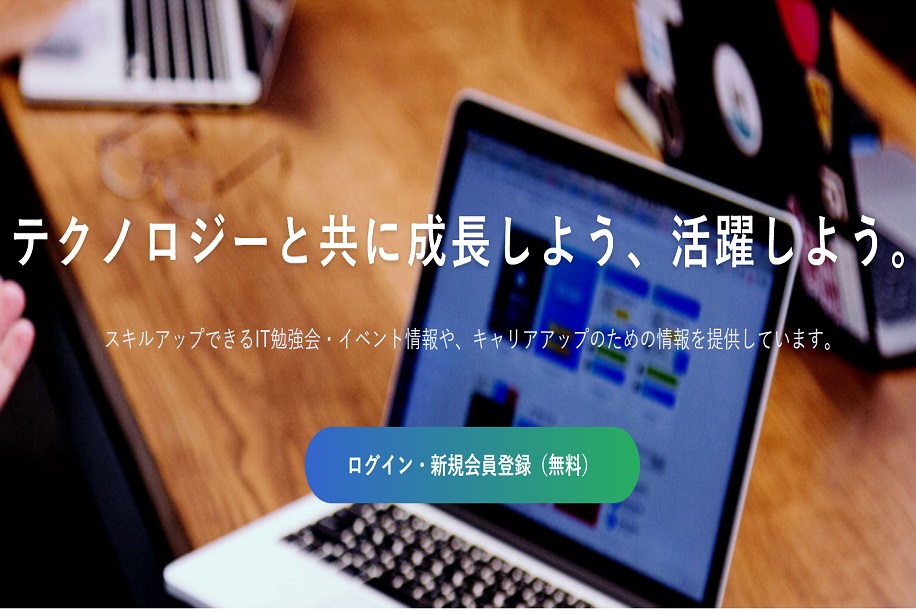 テクノロジーと共に成長しよう、活躍しよう。
スキルアップできるIT勉強会・イベント情報や、キャリアアップのための情報を提供しています。
ログイン・新規会員登録（無料）